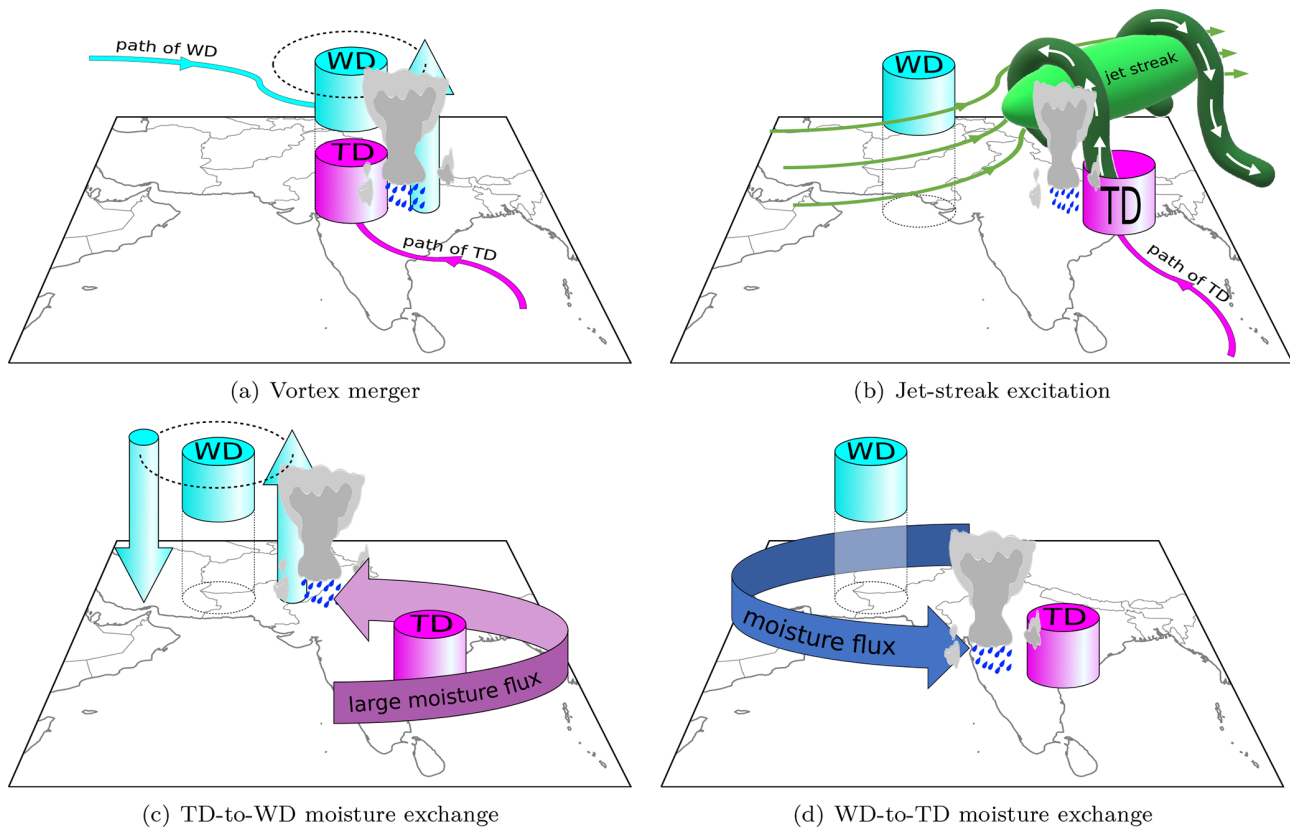 path of WD
WD
TD
path of TD
(a) Vortex merger
WD
jet streak
TD
path of TD
(b) Jet-streak excitation
WD
TD
large moisture flux
(c) TD-to-WD moisture exchange
WD
moisture flux
TD
(d) WD-to-TD moisture exchange